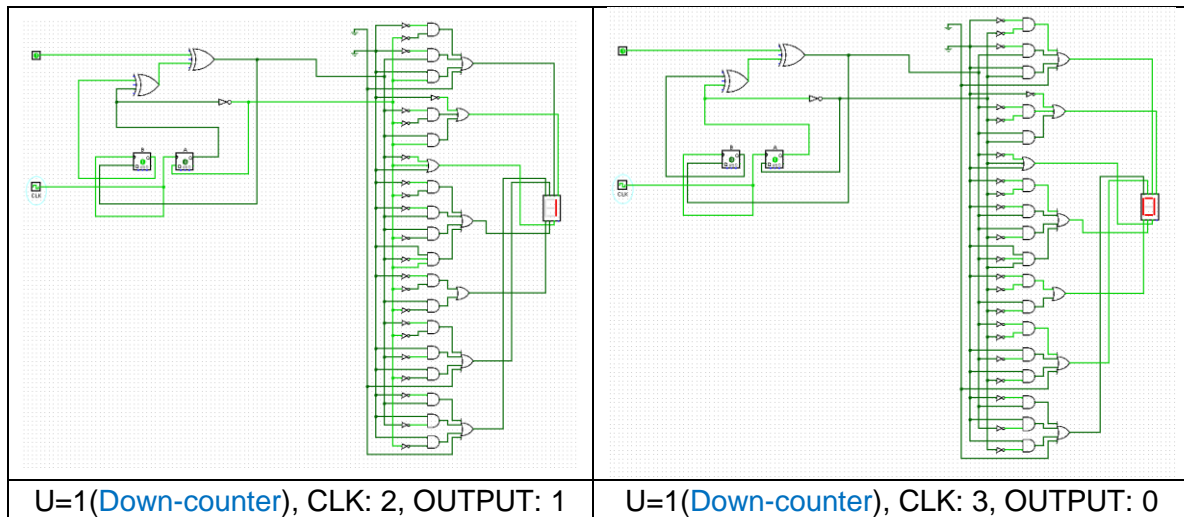 B
A
CLK
B
A
CLK
U=1(Down-counter), CLK: 2, OUTPUT: 1
U=1(Down-counter), CLK: 3, OUTPUT: 0